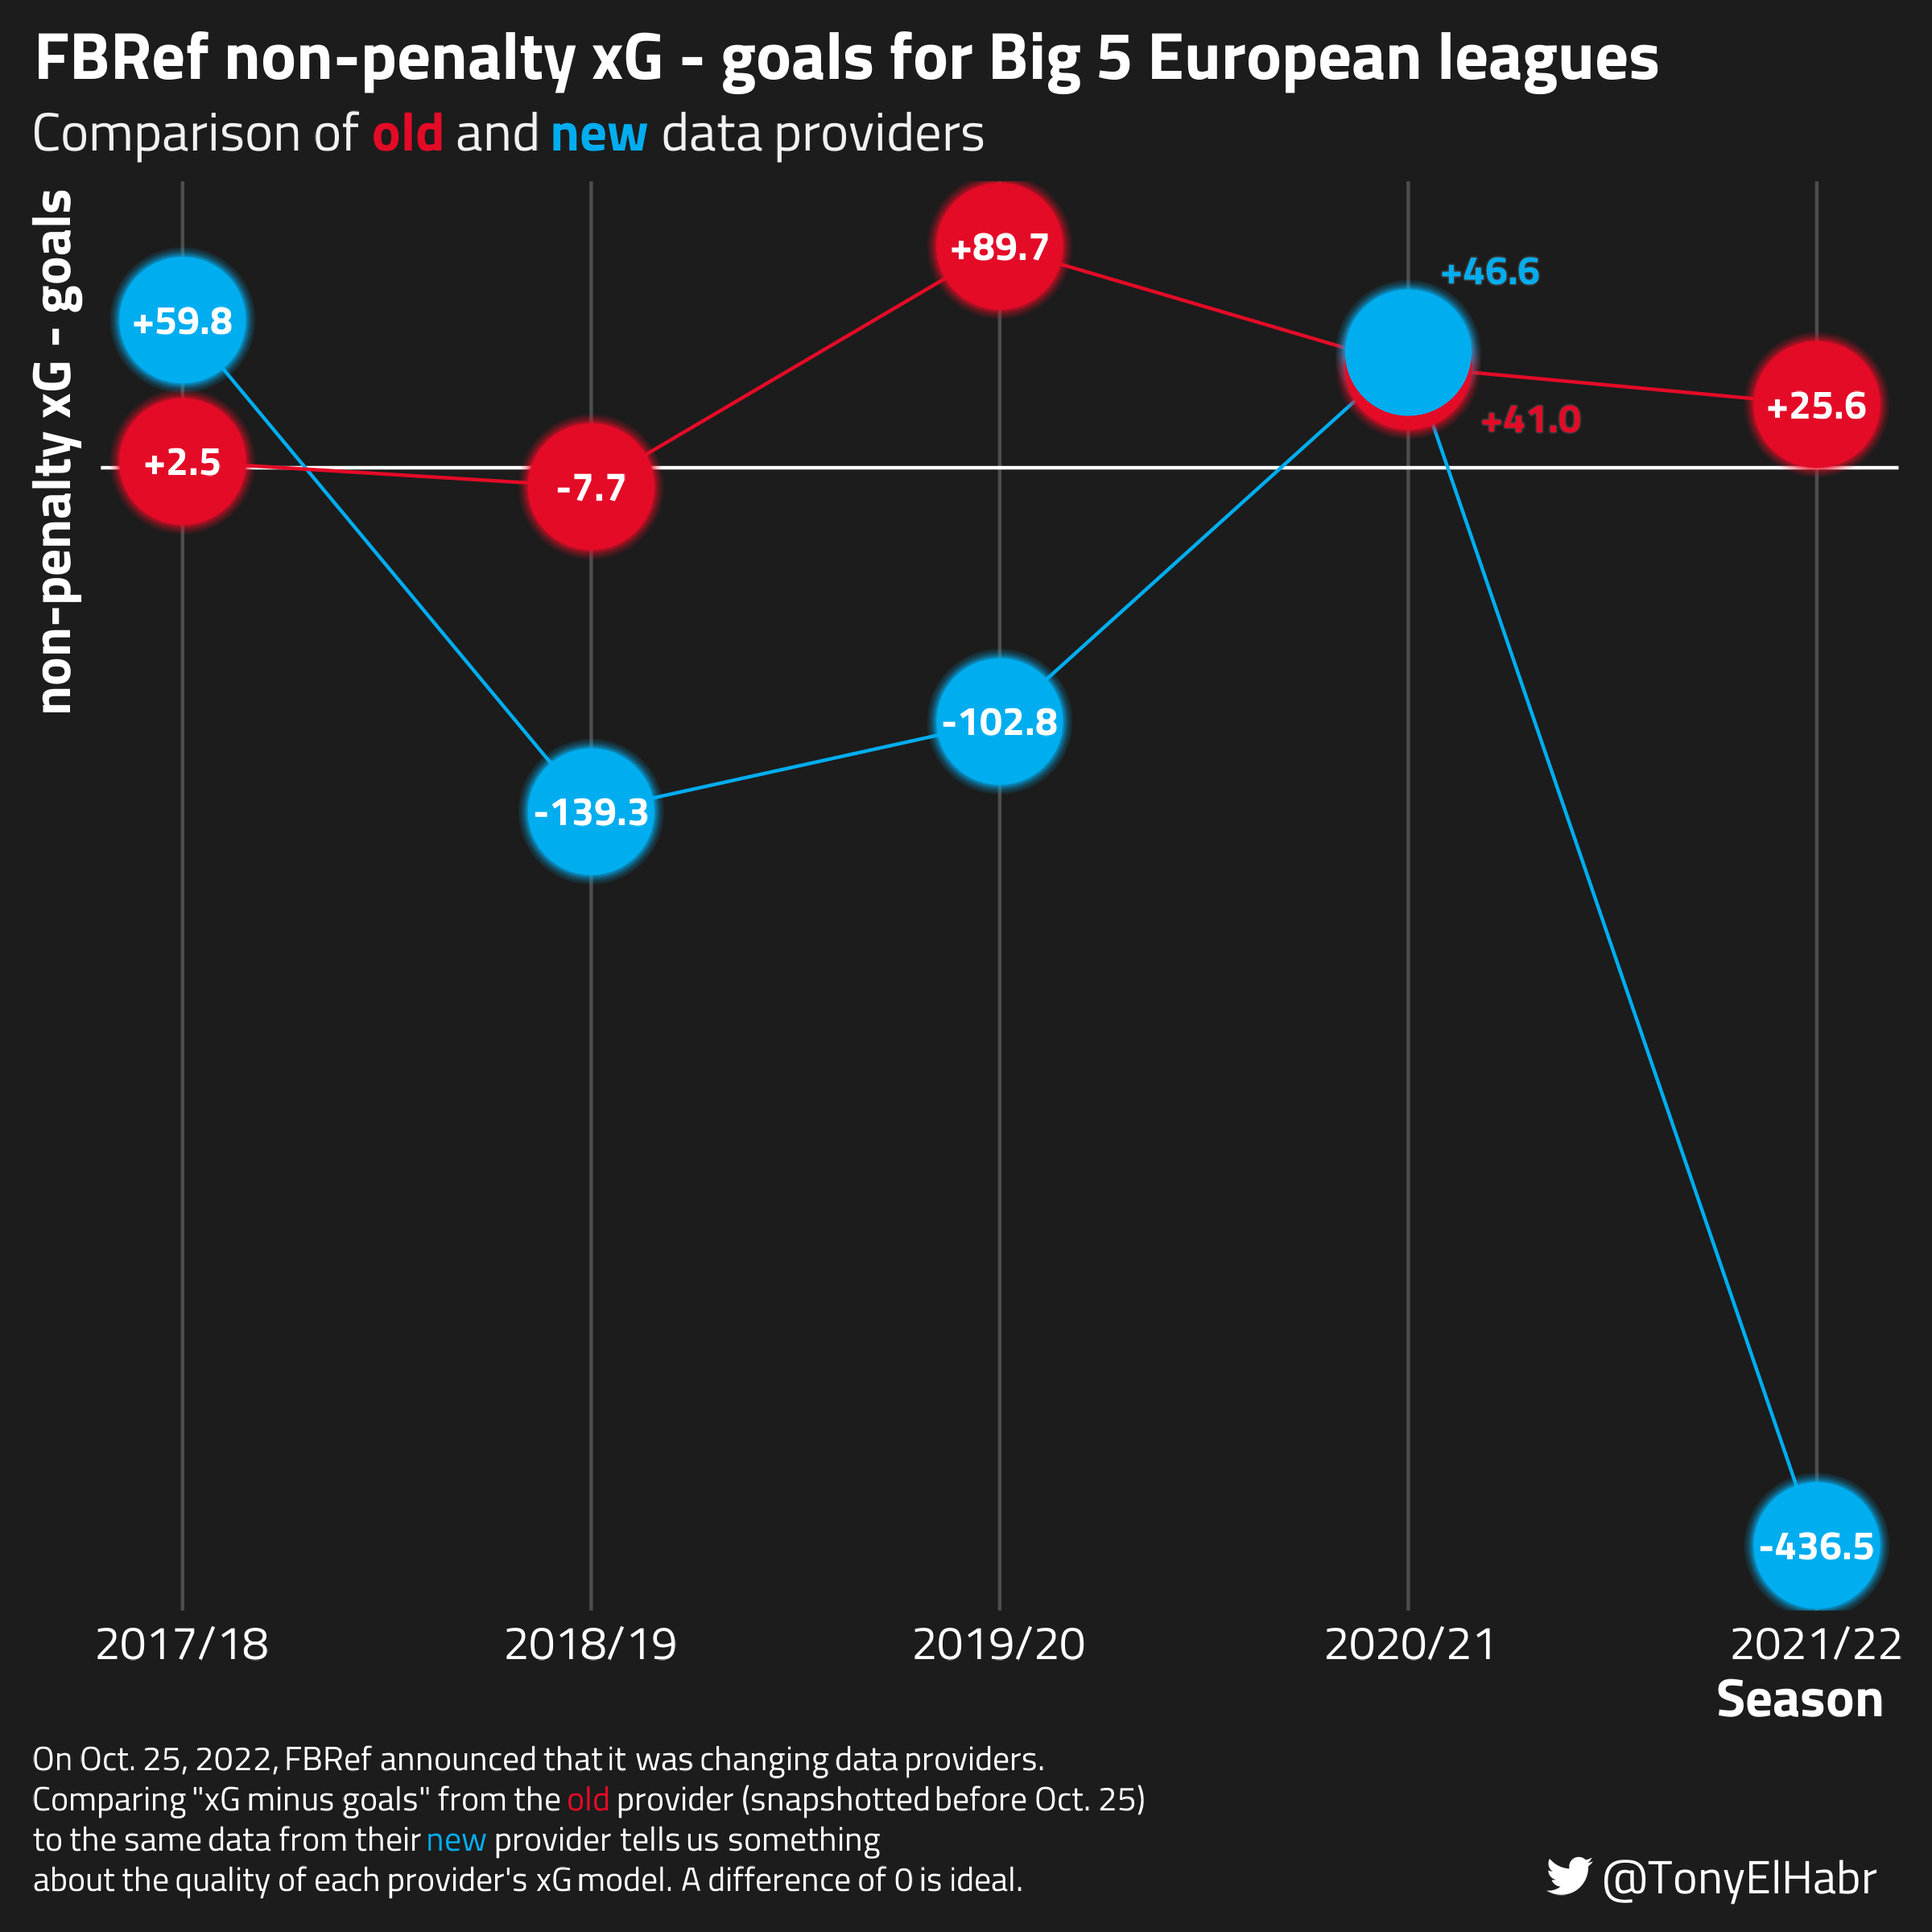 FBRef non-penalty xG - goals for Big 5 European leagues
Comparison of old and new data providers
non-penalty xG - goals
+59.8
+2.5
-7.7
-139.3
+89.7
-102.8
+46.6
+41.0
+25.6
-436.5
2017/18
2018/19
2019/20
2020/21
2021/22
Season
On Oct. 25, 2022, FBRef announced that it was changing data providers.
Comparing "xG minus goals" from the old provider (snapshotted before Oct. 25)
to the same data from their new provider tells us something
about the quality of each provider's xG model. A difference of 0 is ideal.
@TonyElHabr